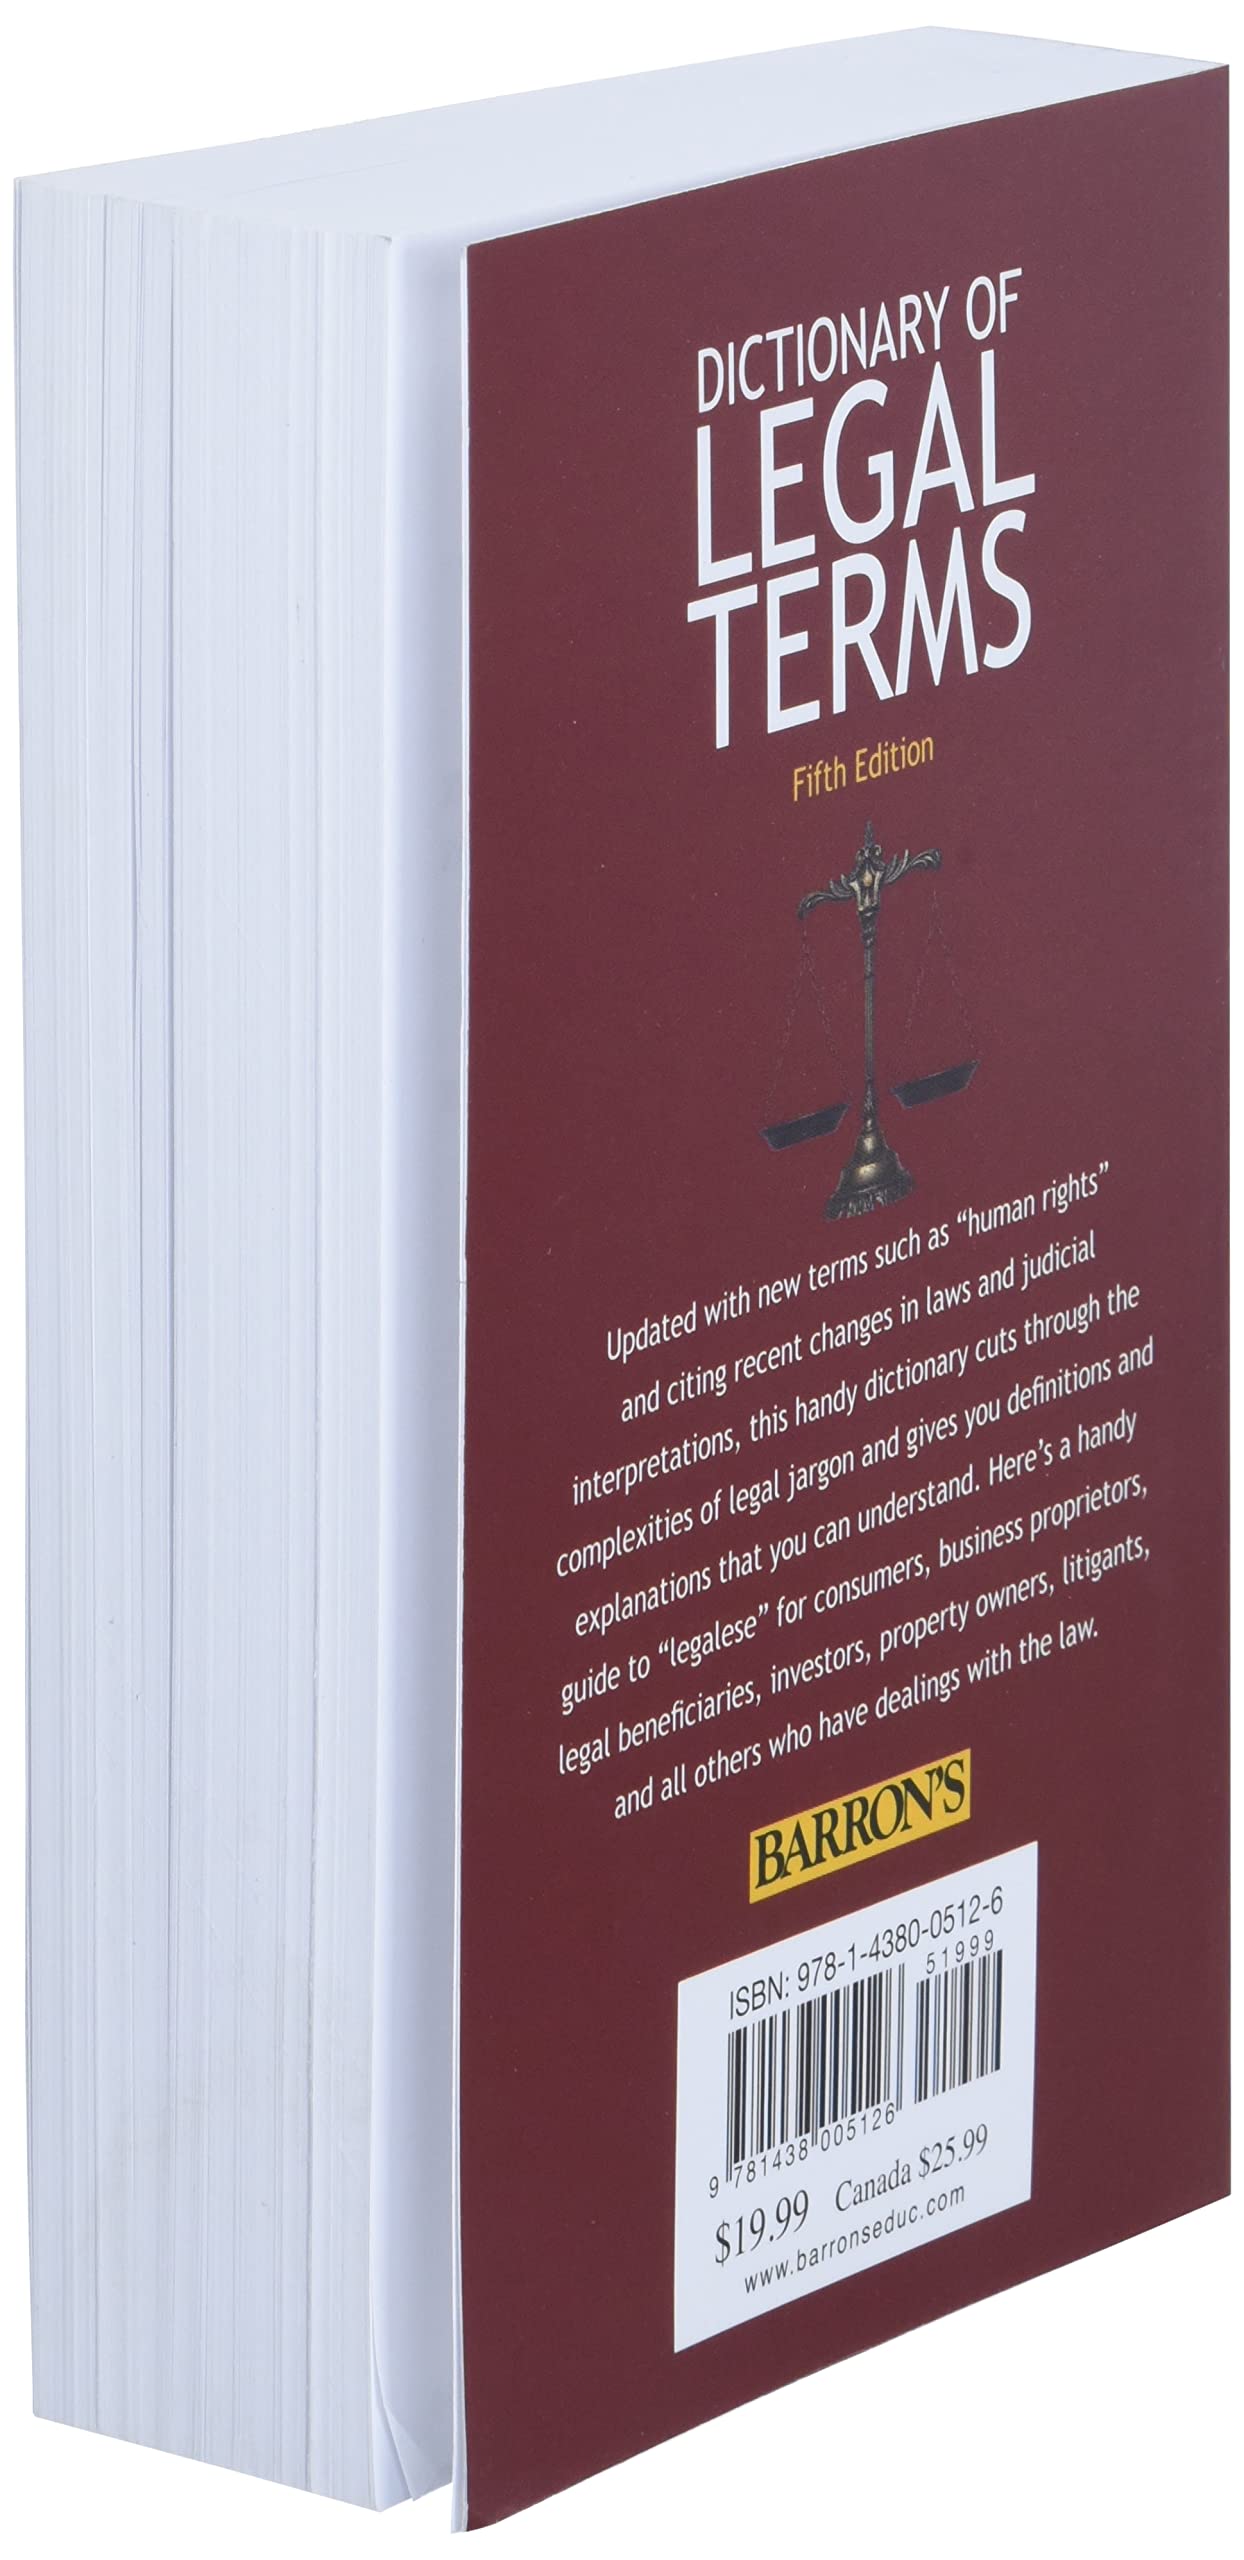 DICTIONARY OF
LEGAL
TERMS
Fifth Edition
Updated with new terms such as “human rights”
and citing recent changes in laws and judicial
interpretations, this handy dictionary cuts through the
complexities of legal jargon and gives you definitions and
explanations that you can understand. Here’s a handy
guide to “legalese” for consumers, business proprietors,
legal beneficiaries, investors, property owners, litigants,
and all others who have dealings with the law.
BARRON’S
ISBN: 978-1-4380-0512-6
51999
9 781438 005126
$19.99 Canada $25.99
www.barronseduc.com